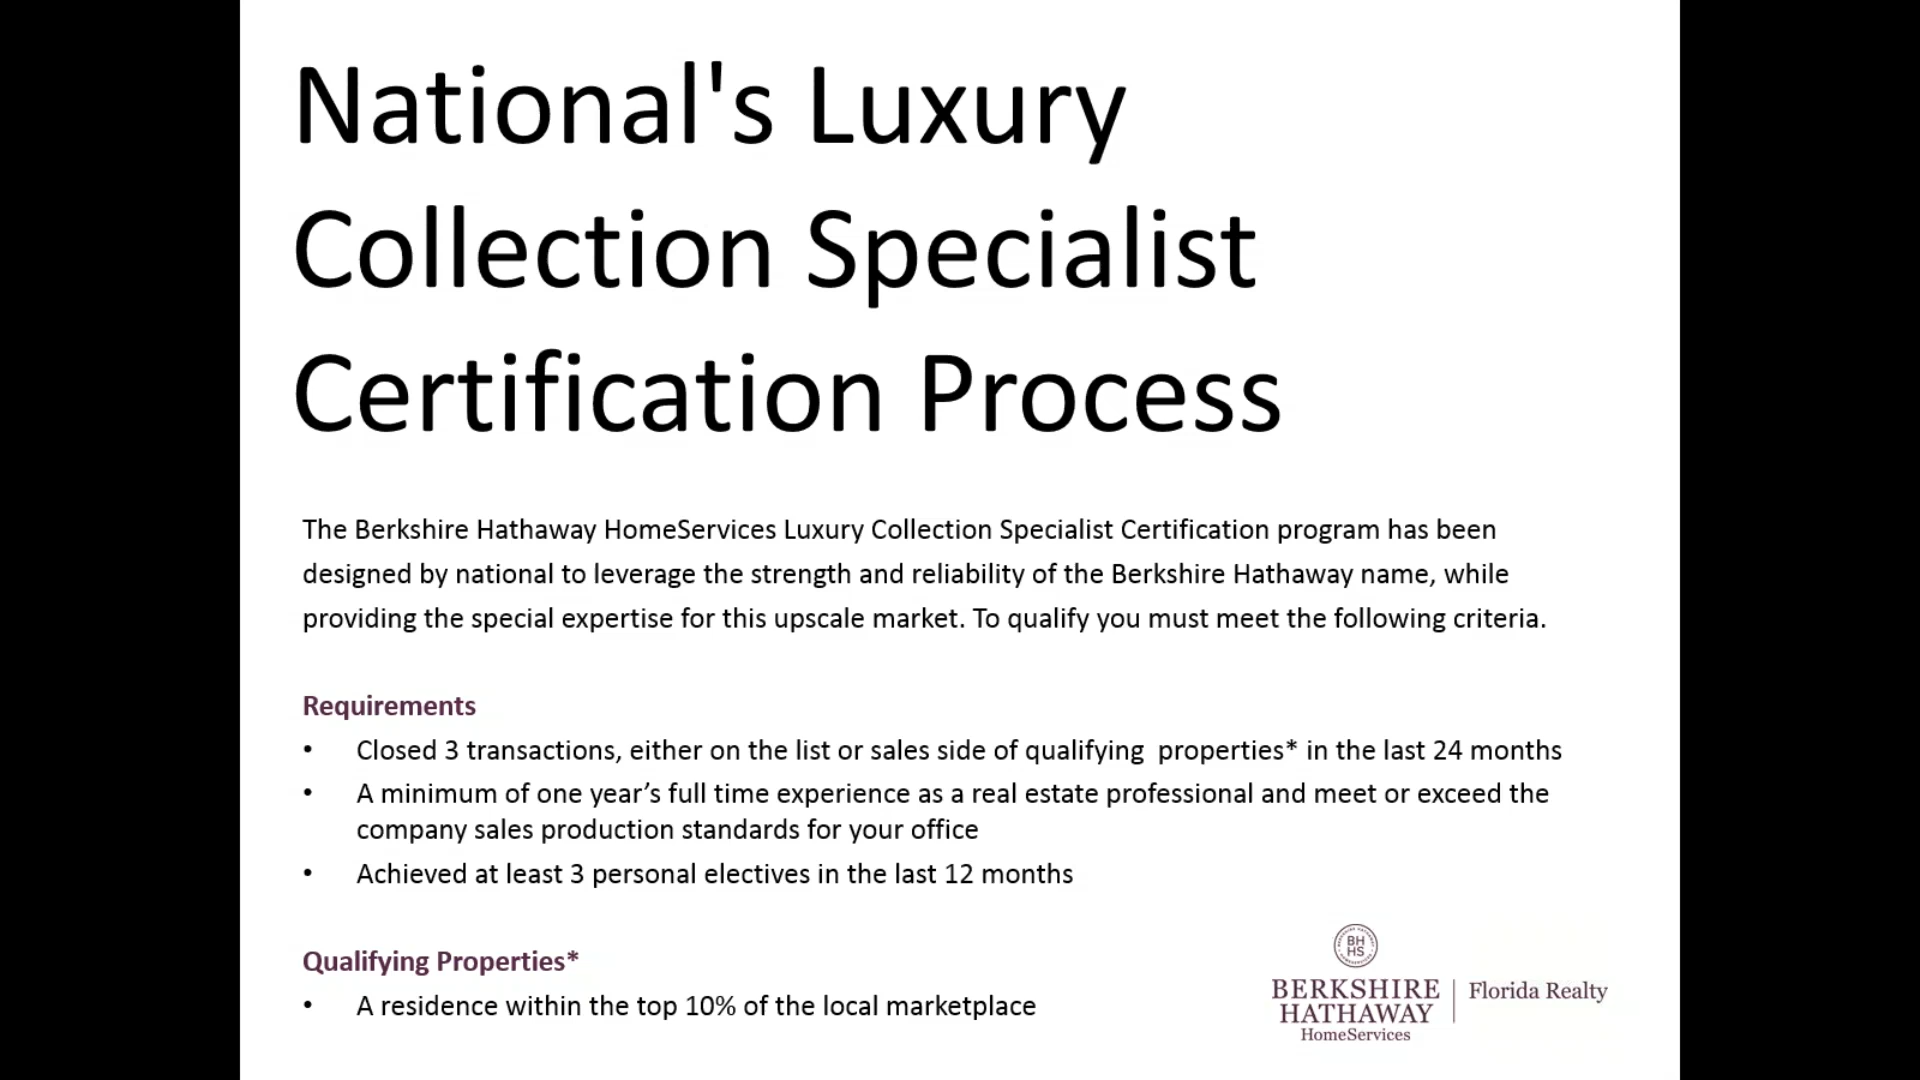 National's Luxury
Collection Specialist
Certification Process
The Berkshire Hathaway HomeServices Luxury Collection Specialist Certification program has been
designed by national to leverage the strength and reliability of the Berkshire Hathaway name, while
providing the special expertise for this upscale market. To qualify you must meet the following criteria.
Requirements
• Closed 3 transactions, either on the list or sales side of qualifying  properties* in the last 24 months
• A minimum of one year’s full time experience as a real estate professional and meet or exceed the
company sales production standards for your office
• Achieved at least 3 personal electives in the last 12 months
Qualifying Properties*
• A residence within the top 10% of the local marketplace
BH
HS
BERKSHIRE
HATHAWAY
HomeServices
Florida Realty